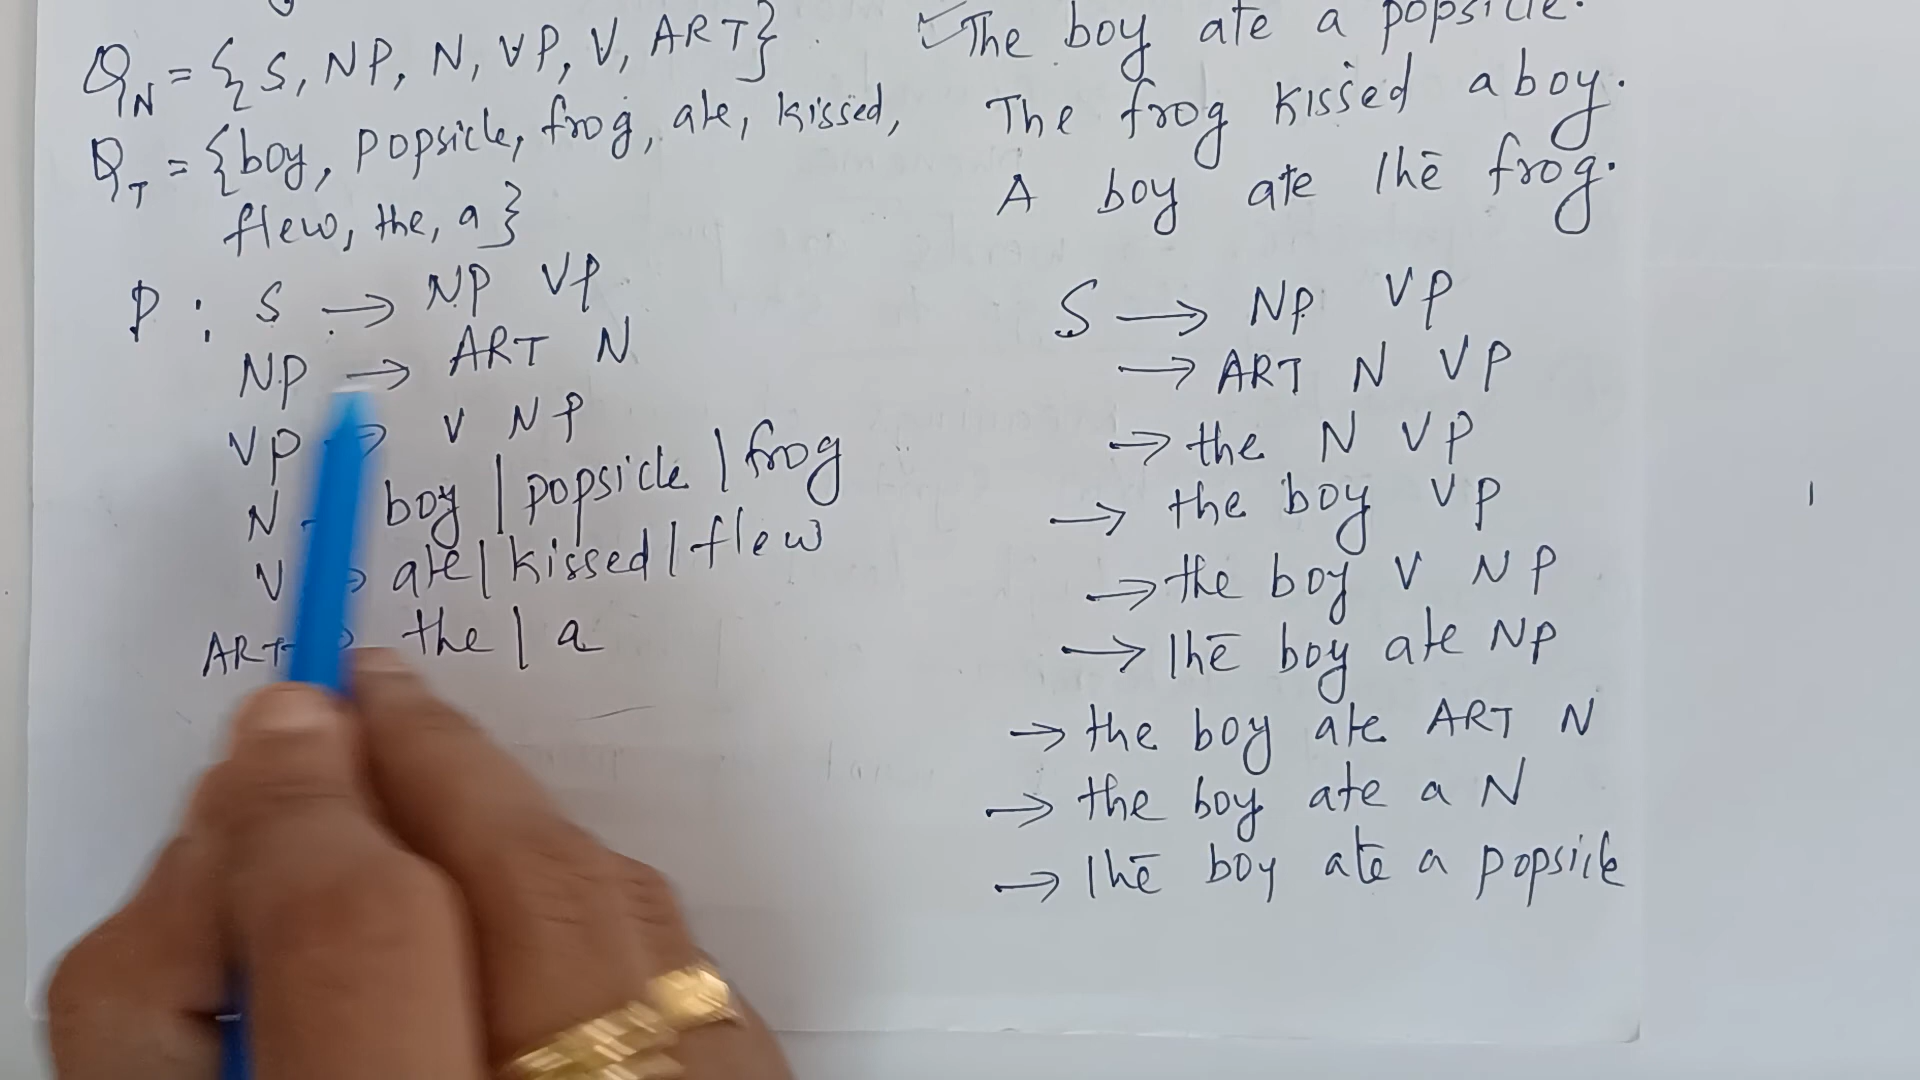 Q_N = {S, NP, N, VP, V, ART}
Q_T = {boy, popsicle, frog, ate, kissed,
flew, the, a}
P : S → NP VP
NP → ART N
VP → V NP
N → boy | popsicle | frog
V → ate | kissed | flew
ART → the | a
The boy ate a popsicle.
The frog kissed a boy.
A boy ate the frog.
S → NP VP
→ ART N VP
→ the N VP
→ the boy VP
→ the boy V NP
→ the boy ate NP
→ the boy ate ART N
→ the boy ate a N
→ the boy ate a popsicle